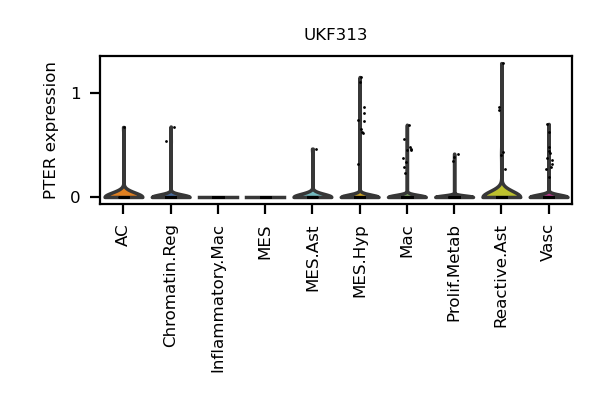 UKF313
PTER expression
1
0
AC
Chromatin.Reg
Inflammatory.Mac
MES
MES.Ast
MES.Hyp
Mac
Prolif.Metab
Reactive.Ast
Vasc